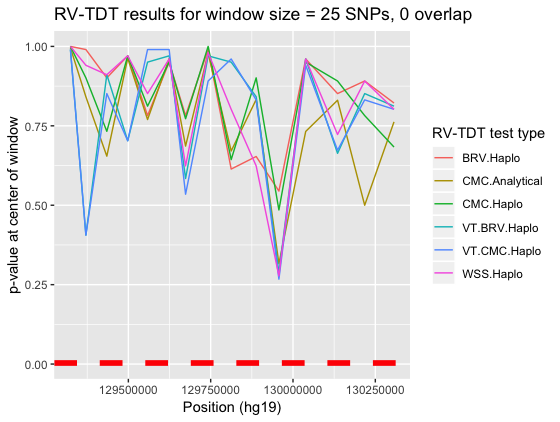 RV-TDT results for window size = 25 SNPs, 0 overlap
p-value at center of window
1.00
0.75
0.50
0.25
0.00
129500000
129750000
130000000
130250000
Position (hg19)
RV-TDT test type
BRV.Haplo
CMC.Analytical
CMC.Haplo
VT.BRV.Haplo
VT.CMC.Haplo
WSS.Haplo